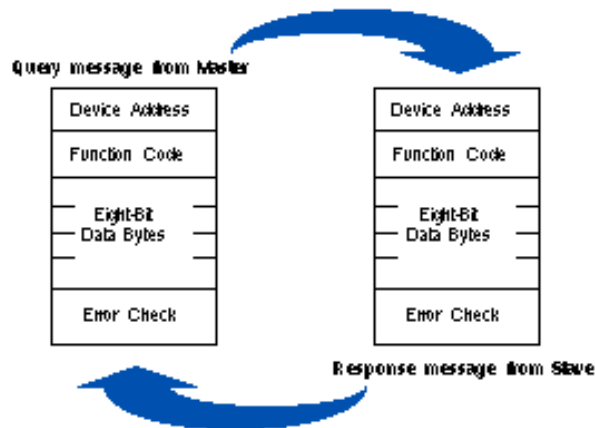 Query message from Master
Device Address
Function Code
Eight-Bit
Data Bytes
Error Check
Device Address
Function Code
Eight-Bit
Data Bytes
Error Check
Response message from Slave